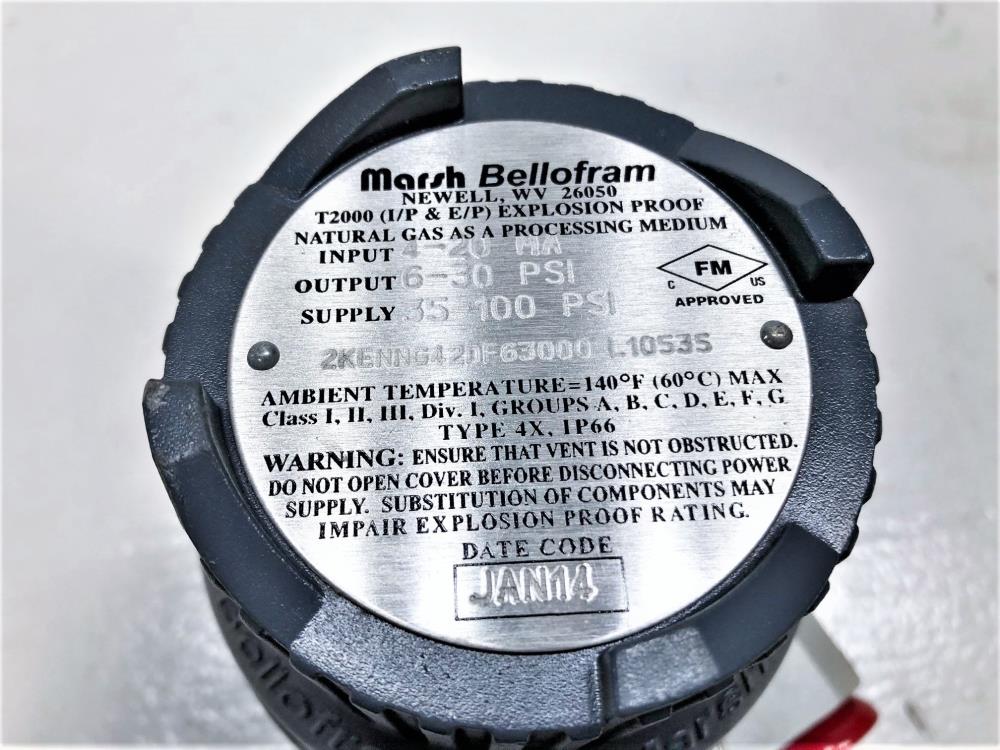 Marsh Bellofram
NEWELL, WV 26050
T2000 (I/P & E/P) EXPLOSION PROOF
NATURAL GAS AS A PROCESSING MEDIUM
INPUT 4-20 MA
OUTPUT 6-30 PSI
SUPPLY 35-100 PSI
C FM US
APPROVED
2KENNG42DF63000 L10535
AMBIENT TEMPERATURE=140°F (60°C) MAX
Class I, II, III, Div. I, GROUPS A, B, C, D, E, F, G
TYPE 4X, IP66
WARNING: ENSURE THAT VENT IS NOT OBSTRUCTED.
DO NOT OPEN COVER BEFORE DISCONNECTING POWER
SUPPLY. SUBSTITUTION OF COMPONENTS MAY
IMPAIR EXPLOSION PROOF RATING.
DATE CODE
JAN14